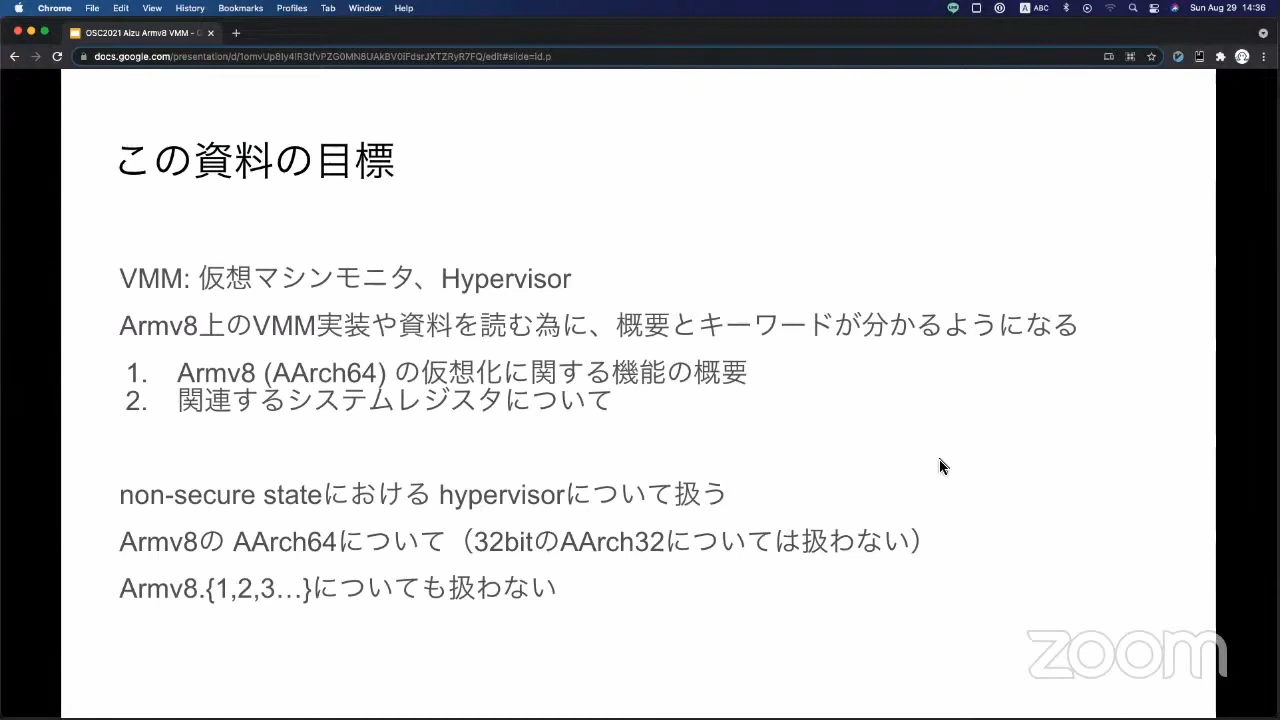 Chrome File Edit View History Bookmarks Profiles Tab Window Help ABC Sun Aug 29 14:36
OSC2021 Aizu Armv8 VMM -
docs.google.com/presentation/d/
この資料の目標
VMM: 仮想マシンモニタ、Hypervisor
Armv8上のVMM実装や資料を読む為に、概要とキーワードが分かるようになる
1. Armv8 (AArch64) の仮想化に関する機能の概要
2. 関連するシステムレジスタについて
non-secure stateにおける hypervisorについて扱う
Armv8の AArch64について（32bitのAArch32については扱わない）
Armv8.{1,2,3…}についても扱わない
zoom